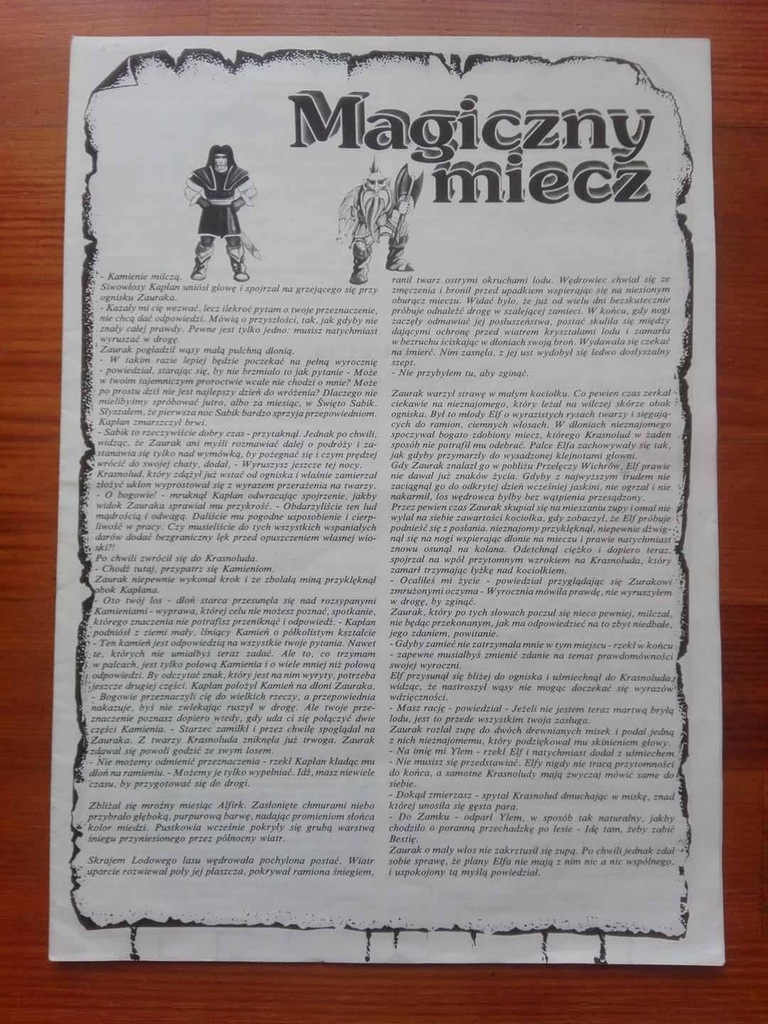 Magiczny
miecz
- Kamienie milczą.
Siwowłosy Kapłan uniósł głowę i spojrzał na grzejącego się przy
ognisku Zauraka.
- Kazały mi cię wezwać, lecz ilekroć pytam o twoje przeznaczenie,
nie chcą dać odpowiedzi. Mówią o przyszłości, tak, jak gdyby nie
znały całej prawdy. Pewne jest tylko jedno: musisz natychmiast
wyruszać w drogę.
Zaurak pogładził wąsy małą pulchną dłonią.
- W takim razie lepiej będzie poczekać na pełną wyrocznię
- powiedział, starając się, by nie brzmiało to jak pytanie - Może
w twoim tajemniczym proroctwie wcale nie chodzi o mnie? Może
po prostu dziś nie jest najlepszy dzień do wróżenia? Dlaczego nie
mielibyśmy spróbować jutro, albo za miesiąc, w Święto Sabik.
Słyszałem, że pierwsza noc Sabik bardzo sprzyja przepowiedniom.
Kapłan zmarszczył brwi.
- Sabik to rzeczywiście dobry czas - przytaknął. Jednak po chwili,
widząc, że Zaurak ani myśli rozmawiać dalej o podróży i za-
stanawia się tylko nad wymówką, by pożegnać się i czym prędzej
wrócić do swojej chaty, dodał, - Wyruszysz jeszcze tej nocy.
Krasnolud, który zdążył już wstać od ogniska i właśnie zamierzał
złożyć ukłon wyprostował się z wyrazem przerażenia na twarzy.
- O bogowie! - mruknął Kapłan odwracając spojrzenie, jakby
widok Zauraka sprawiał mu przykrość. - Obdarzyliście ten lud
mądrością i odwagą. Daliście mu pogodne usposobienie i cierp-
liwość w pracy. Czy musieliście do tych wszystkich wspaniałych
darów dodać bezgraniczny lęk przed opuszczeniem własnej wio-
ski?!
Po chwili zwrócił się do Krasnoluda.
- Chodź tutaj, przypatrz się Kamieniom.
Zaurak niepewnie wykonał krok i ze zbolałą miną przyklęknął
obok Kapłana.
- Oto twój los - dłoń starca przesunęła się nad rozsypanymi
Kamieniami - wyprawa, której celu nie możesz poznać, spotkanie,
którego znaczenia nie potrafisz przeniknąć i odpowiedź. - Kapłan
podniósł z ziemi mały, lśniący Kamień o półkolistym kształcie
- Ten kamień jest odpowiedzią na wszystkie twoje pytania. Nawet
te, których nie umiałbyś teraz zadać. Ale to, co trzymam
w palcach, jest tylko połową Kamienia i o wiele mniej niż połową
odpowiedzi. By odczytać znak, który jest na nim wyryty, potrzeba
jeszcze drugiej części. Kapłan położył Kamień na dłoni Zauraka.
- Bogowie przeznaczyli cię do wielkich rzeczy, a przepowiednia
nakazuje, byś nie zwlekając ruszył w drogę. Ale twoje prze-
znaczenie poznasz dopiero wtedy, gdy uda ci się połączyć dwie
części Kamienia. - Starzec zamilkł i przez chwilę spoglądał na
Zauraka. Z twarzy Krasnoluda zniknęła już trwoga. Zaurak
zdawał się powoli godzić ze swym losem.
- Nie możemy odmienić przeznaczenia - rzekł Kapłan kładąc mu
dłoń na ramieniu. - Możemy je tylko wypełniać. Idź, masz niewiele
czasu, by przygotować się do drogi.
Zbliżał się mroźny miesiąc Alfirk. Zasłonięte chmurami niebo
przybrało głęboką, purpurową barwę, nadając promieniom słońca
kolor miedzi. Pustkowia wcześnie pokryły się grubą warstwą
śniegu przyniesionego przez północny wiatr.
Skrajem Lodowego lasu wędrowała pochylona postać. Wiatr
uparcie rozwiewał poły jej płaszcza, pokrywał ramiona śniegiem,
ranił twarz ostrymi okruchami lodu. Wędrowiec chwiał się ze
zmęczenia i bronił przed upadkiem wspierając się na niesionym
oburącz mieczu. Widać było, że już od wielu dni bezskutecznie
próbuje odnaleźć drogę w szalejącej zamieci. W końcu, gdy nogi
zaczęły odmawiać jej posłuszeństwa, postać skuliła się między
dającymi ochronę przed wiatrem kryształami lodu i zamarła
w bezruchu ściskając w dłoniach swoją broń. Wydawała się czekać
na śmierć. Nim zasnęła, z jej ust wydobył się ledwo dosłyszalny
szept.
- Nie przybyłem tu, aby zginąć.
Zaurak warzył strawę w małym kociołku. Co pewien czas zerkał
ciekawie na nieznajomego, który leżał na wilczej skórze obok
ogniska. Był to młody Elf o wyrazistych rysach twarzy i sięgają-
cych do ramion, ciemnych włosach. W dłoniach nieznajomego
spoczywał bogato zdobiony miecz, którego Krasnolud w żaden
sposób nie potrafił mu odebrać. Palce Elfa zachowywały się tak,
jak gdyby przymarzły do wysadzonej klejnotami głowni.
Gdy Zaurak znalazł go w pobliżu Przełęczy Wichrów, Elf prawie
nie dawał już znaków życia. Gdyby z najwyższym trudem nie
zaciągnął go do odkrytej dzień wcześniej jaskini, nie ogrzał i nie
nakarmił, los wędrowca byłby bez wątpienia przesądzony.
Przez pewien czas Zaurak skupiał się na mieszaniu zupy i omal nie
wylał na siebie zawartości kociołka, gdy zobaczył, że Elf próbuje
podnieść się z posłania. nieznajomy przyklęknął, niepewnie dźwig-
nął się na nogi wspierając dłonie na mieczu i prawie natychmiast
znowu osunął na kolana. Odetchnął ciężko i dopiero teraz,
spojrzał na wpół przytomnym wzrokiem na Krasnoluda, który
zamarł trzymając łyżkę nad kociołkiem.
- Ocaliłeś mi życie - powiedział przyglądając się Zurakowi
zmrużonymi oczyma - Wyrocznia mówiła prawdę, nie wyruszyłem
w drogę, by zginąć.
Zaurak, który po tych słowach poczuł się nieco pewniej, milczał,
nie będąc przekonanym, jak ma odpowiedzieć na to zbyt niedbałe,
jego zdaniem, powitanie.
- Gdyby zamieć nie zatrzymała mnie w tym miejscu - rzekł w końcu
- zapewne musiałbyś zmienić zdanie na temat prawdomówności
swojej wyroczni.
Elf przysunął się bliżej do ogniska i uśmiechnął do Krasnoluda,
widząc, że nastroszył wąsy nie mogąc doczekać się wyrazów
wdzięczności.
- Masz rację - powiedział - Jeżeli nie jestem teraz martwą bryłą
lodu, jest to przede wszystkim twoja zasługa.
Zaurak rozlał zupę do dwóch drewnianych misek i podał jedną
z nich nieznajomemu, który podziękował mu skinieniem głowy.
- Na imię mi Ylem - rzekł Elf i natychmiast dodał z uśmiechem
- Nie musisz się przedstawiać. Elfy nigdy nie tracą przytomności
do końca, a samotne Krasnoludy mają zwyczaj mówić same do
siebie.
- Dokąd zmierzasz - spytał Krasnolud dmuchając w miskę, znad
której unosiła się gęsta para.
- Do Zamku - odparł Ylem, w sposób tak naturalny, jakby
chodziło o poranną przechadzkę po lesie - Idę tam, żeby zabić
Bestię.
Zaurak o mały włos nie zakrztusił się zupą. Po chwili jednak zdał
sobie sprawę, że plany Elfa nie mają z nim nic a nic wspólnego,
i uspokojony tą myślą powiedział.